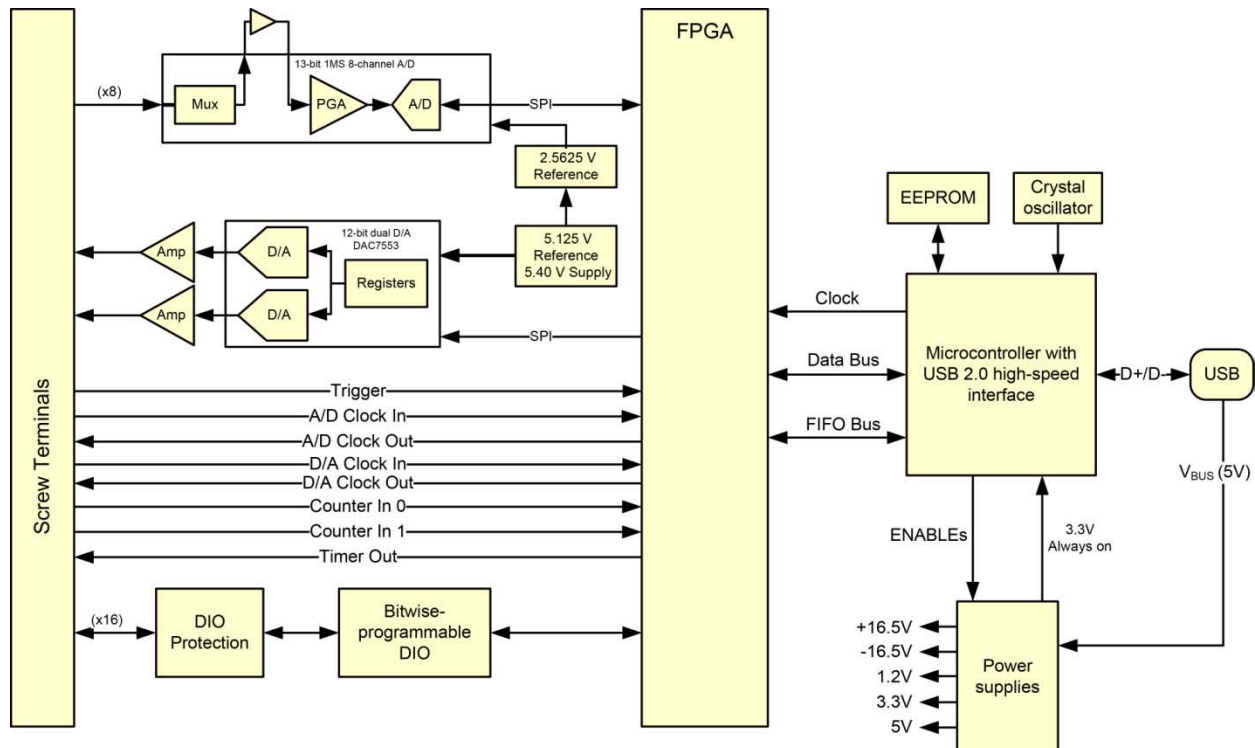 FPGA
13-bit 1MS 8-channel A/D
(x8)
Mux
PGA
A/D
SPI
2.5625 V
Reference
EEPROM
Crystal
oscillator
12-bit dual D/A
DAC7553
5.125 V
Reference
5.40 V Supply
Amp
D/A
Registers
Amp
D/A
SPI
Clock
Microcontroller with
USB 2.0 high-speed
interface
Data Bus
D+/D-
USB
FIFO Bus
Screw Terminals
Trigger
A/D Clock In
A/D Clock Out
D/A Clock In
D/A Clock Out
Counter In 0
Counter In 1
Timer Out
VBUS (5V)
ENABLEs
3.3V
Always on
(x16)
DIO
Protection
Bitwise-
programmable
DIO
+16.5V
-16.5V
1.2V
3.3V
5V
Power
supplies